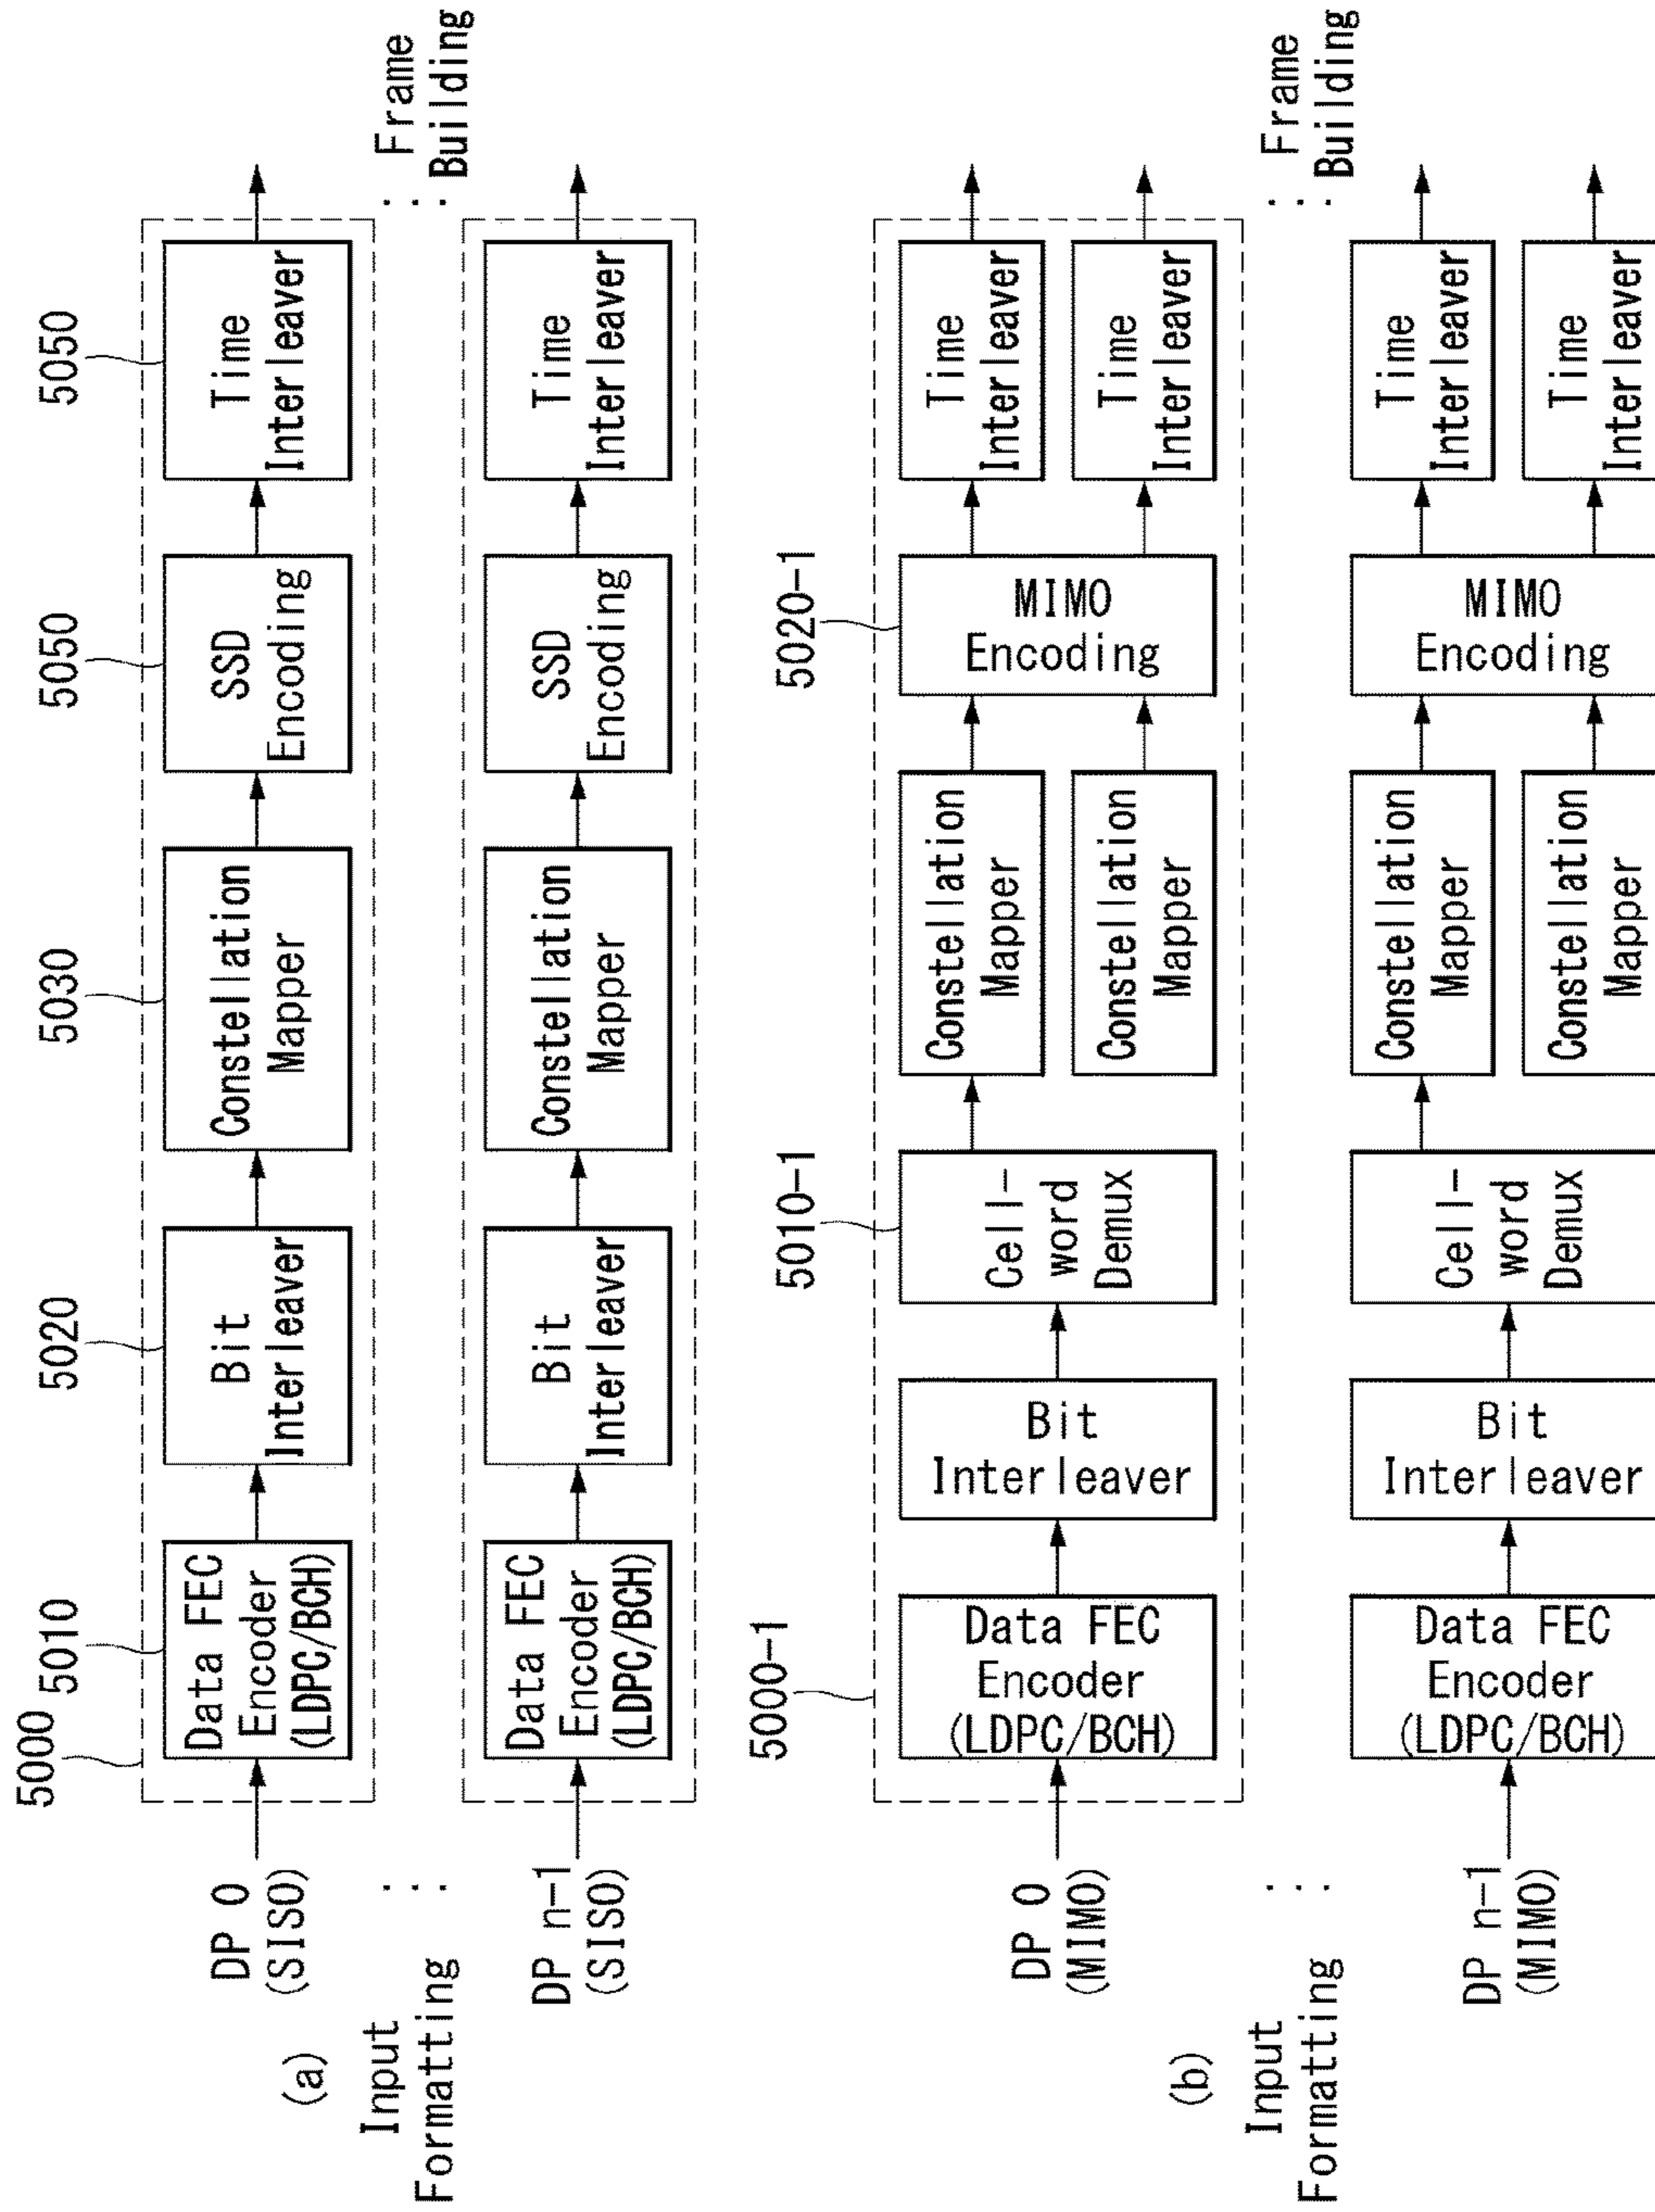 (a)
Input
Formatting
DP 0
(SISO)
DP n-1
(SISO)
5000
5010
5020
5030
5050
5050
Data FEC
Encoder
(LDPC/BCH)
Bit
Interleaver
Constellation
Mapper
SSD
Encoding
Time
Interleaver
Data FEC
Encoder
(LDPC/BCH)
Bit
Interleaver
Constellation
Mapper
SSD
Encoding
Time
Interleaver
Frame
Building
(b)
Input
Formatting
DP 0
(MIMO)
DP n-1
(MIMO)
5000-1
5010-1
5020-1
Data FEC
Encoder
(LDPC/BCH)
Bit
Interleaver
Cell-
word
Demux
Constellation
Mapper
Constellation
Mapper
MIMO
Encoding
Time
Interleaver
Time
Interleaver
Data FEC
Encoder
(LDPC/BCH)
Bit
Interleaver
Cell-
word
Demux
Constellation
Mapper
Constellation
Mapper
MIMO
Encoding
Time
Interleaver
Time
Interleaver
Frame
Building